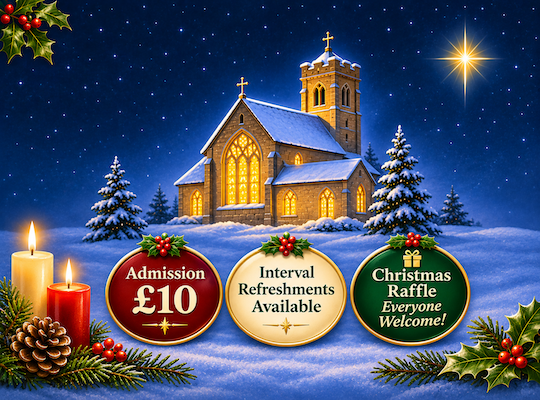 Admission
£10
Interval
Refreshments
Available
Christmas
Raffle
Everyone
Welcome!